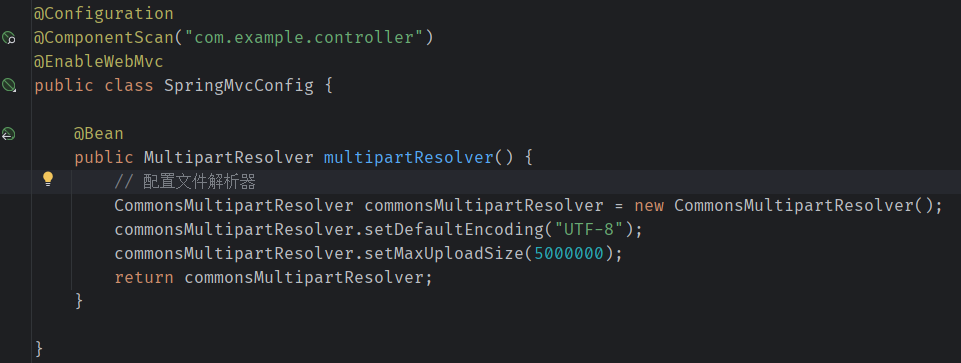 @Configuration
@ComponentScan("com.example.controller")
@EnableWebMvc
public class SpringMvcConfig {
@Bean
public MultipartResolver multipartResolver() {
// 配置文件解析器
CommonsMultipartResolver commonsMultipartResolver = new CommonsMultipartResolver();
commonsMultipartResolver.setDefaultEncoding("UTF-8");
commonsMultipartResolver.setMaxUploadSize(5000000);
return commonsMultipartResolver;
}
}